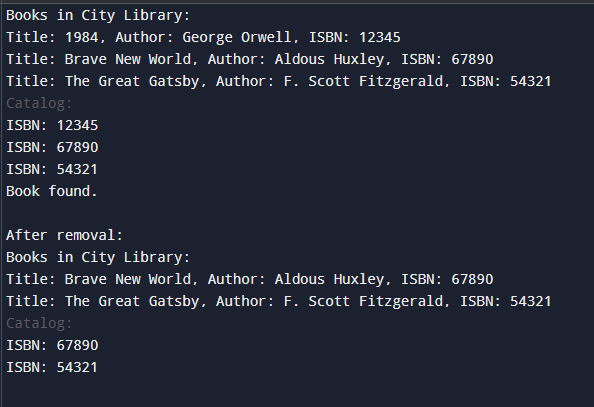 Books in City Library:
Title: 1984, Author: George Orwell, ISBN: 12345
Title: Brave New World, Author: Aldous Huxley, ISBN: 67890
Title: The Great Gatsby, Author: F. Scott Fitzgerald, ISBN: 54321
Catalog:
ISBN: 12345
ISBN: 67890
ISBN: 54321
Book found.

After removal:
Books in City Library:
Title: Brave New World, Author: Aldous Huxley, ISBN: 67890
Title: The Great Gatsby, Author: F. Scott Fitzgerald, ISBN: 54321
Catalog:
ISBN: 67890
ISBN: 54321